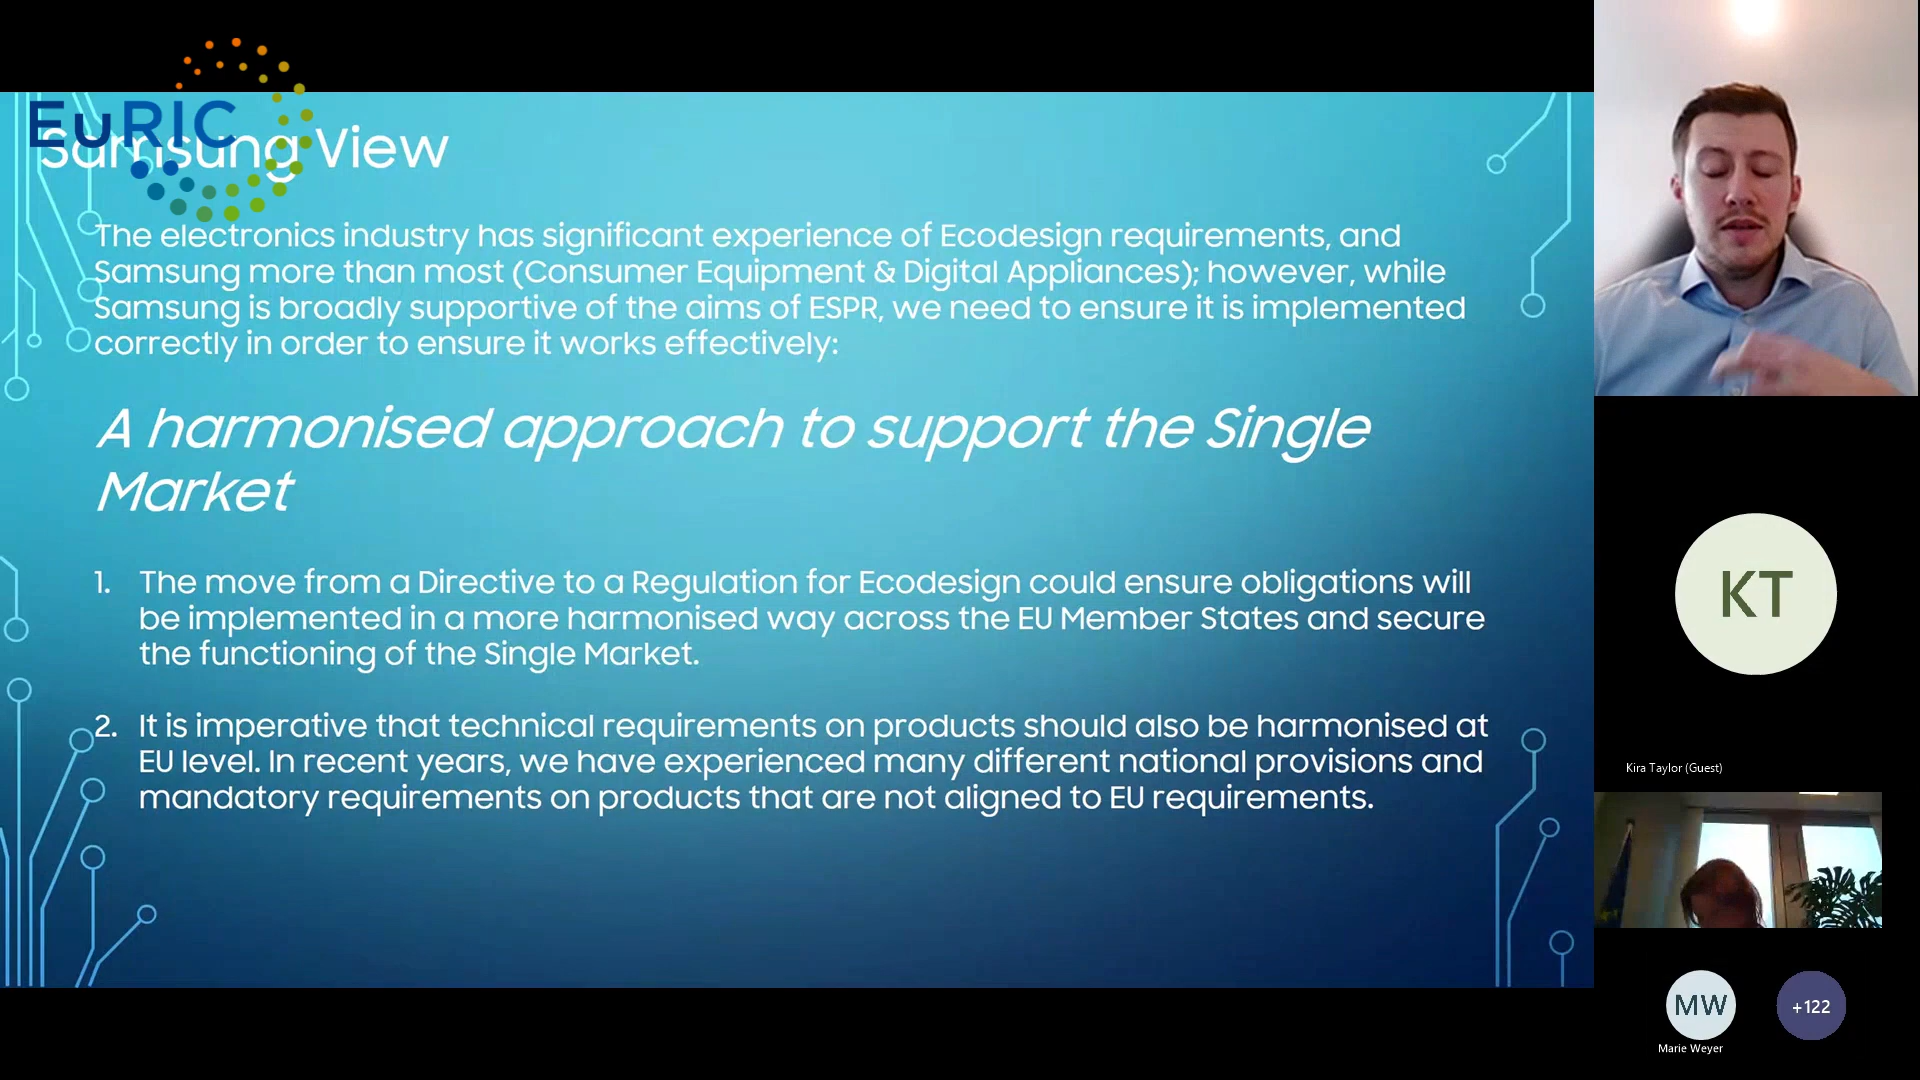 EuRIC
Samsung View
The electronics industry has significant experience of Ecodesign requirements, and
Samsung more than most (Consumer Equipment & Digital Appliances); however, while
Samsung is broadly supportive of the aims of ESPR, we need to ensure it is implemented
correctly in order to ensure it works effectively:
A harmonised approach to support the Single
Market
1. The move from a Directive to a Regulation for Ecodesign could ensure obligations will
be implemented in a more harmonised way across the EU Member States and secure
the functioning of the Single Market.
2. It is imperative that technical requirements on products should also be harmonised at
EU level. In recent years, we have experienced many different national provisions and
mandatory requirements on products that are not aligned to EU requirements.
KT
Kira Taylor (Guest)
MW
+122
Marie Weyer